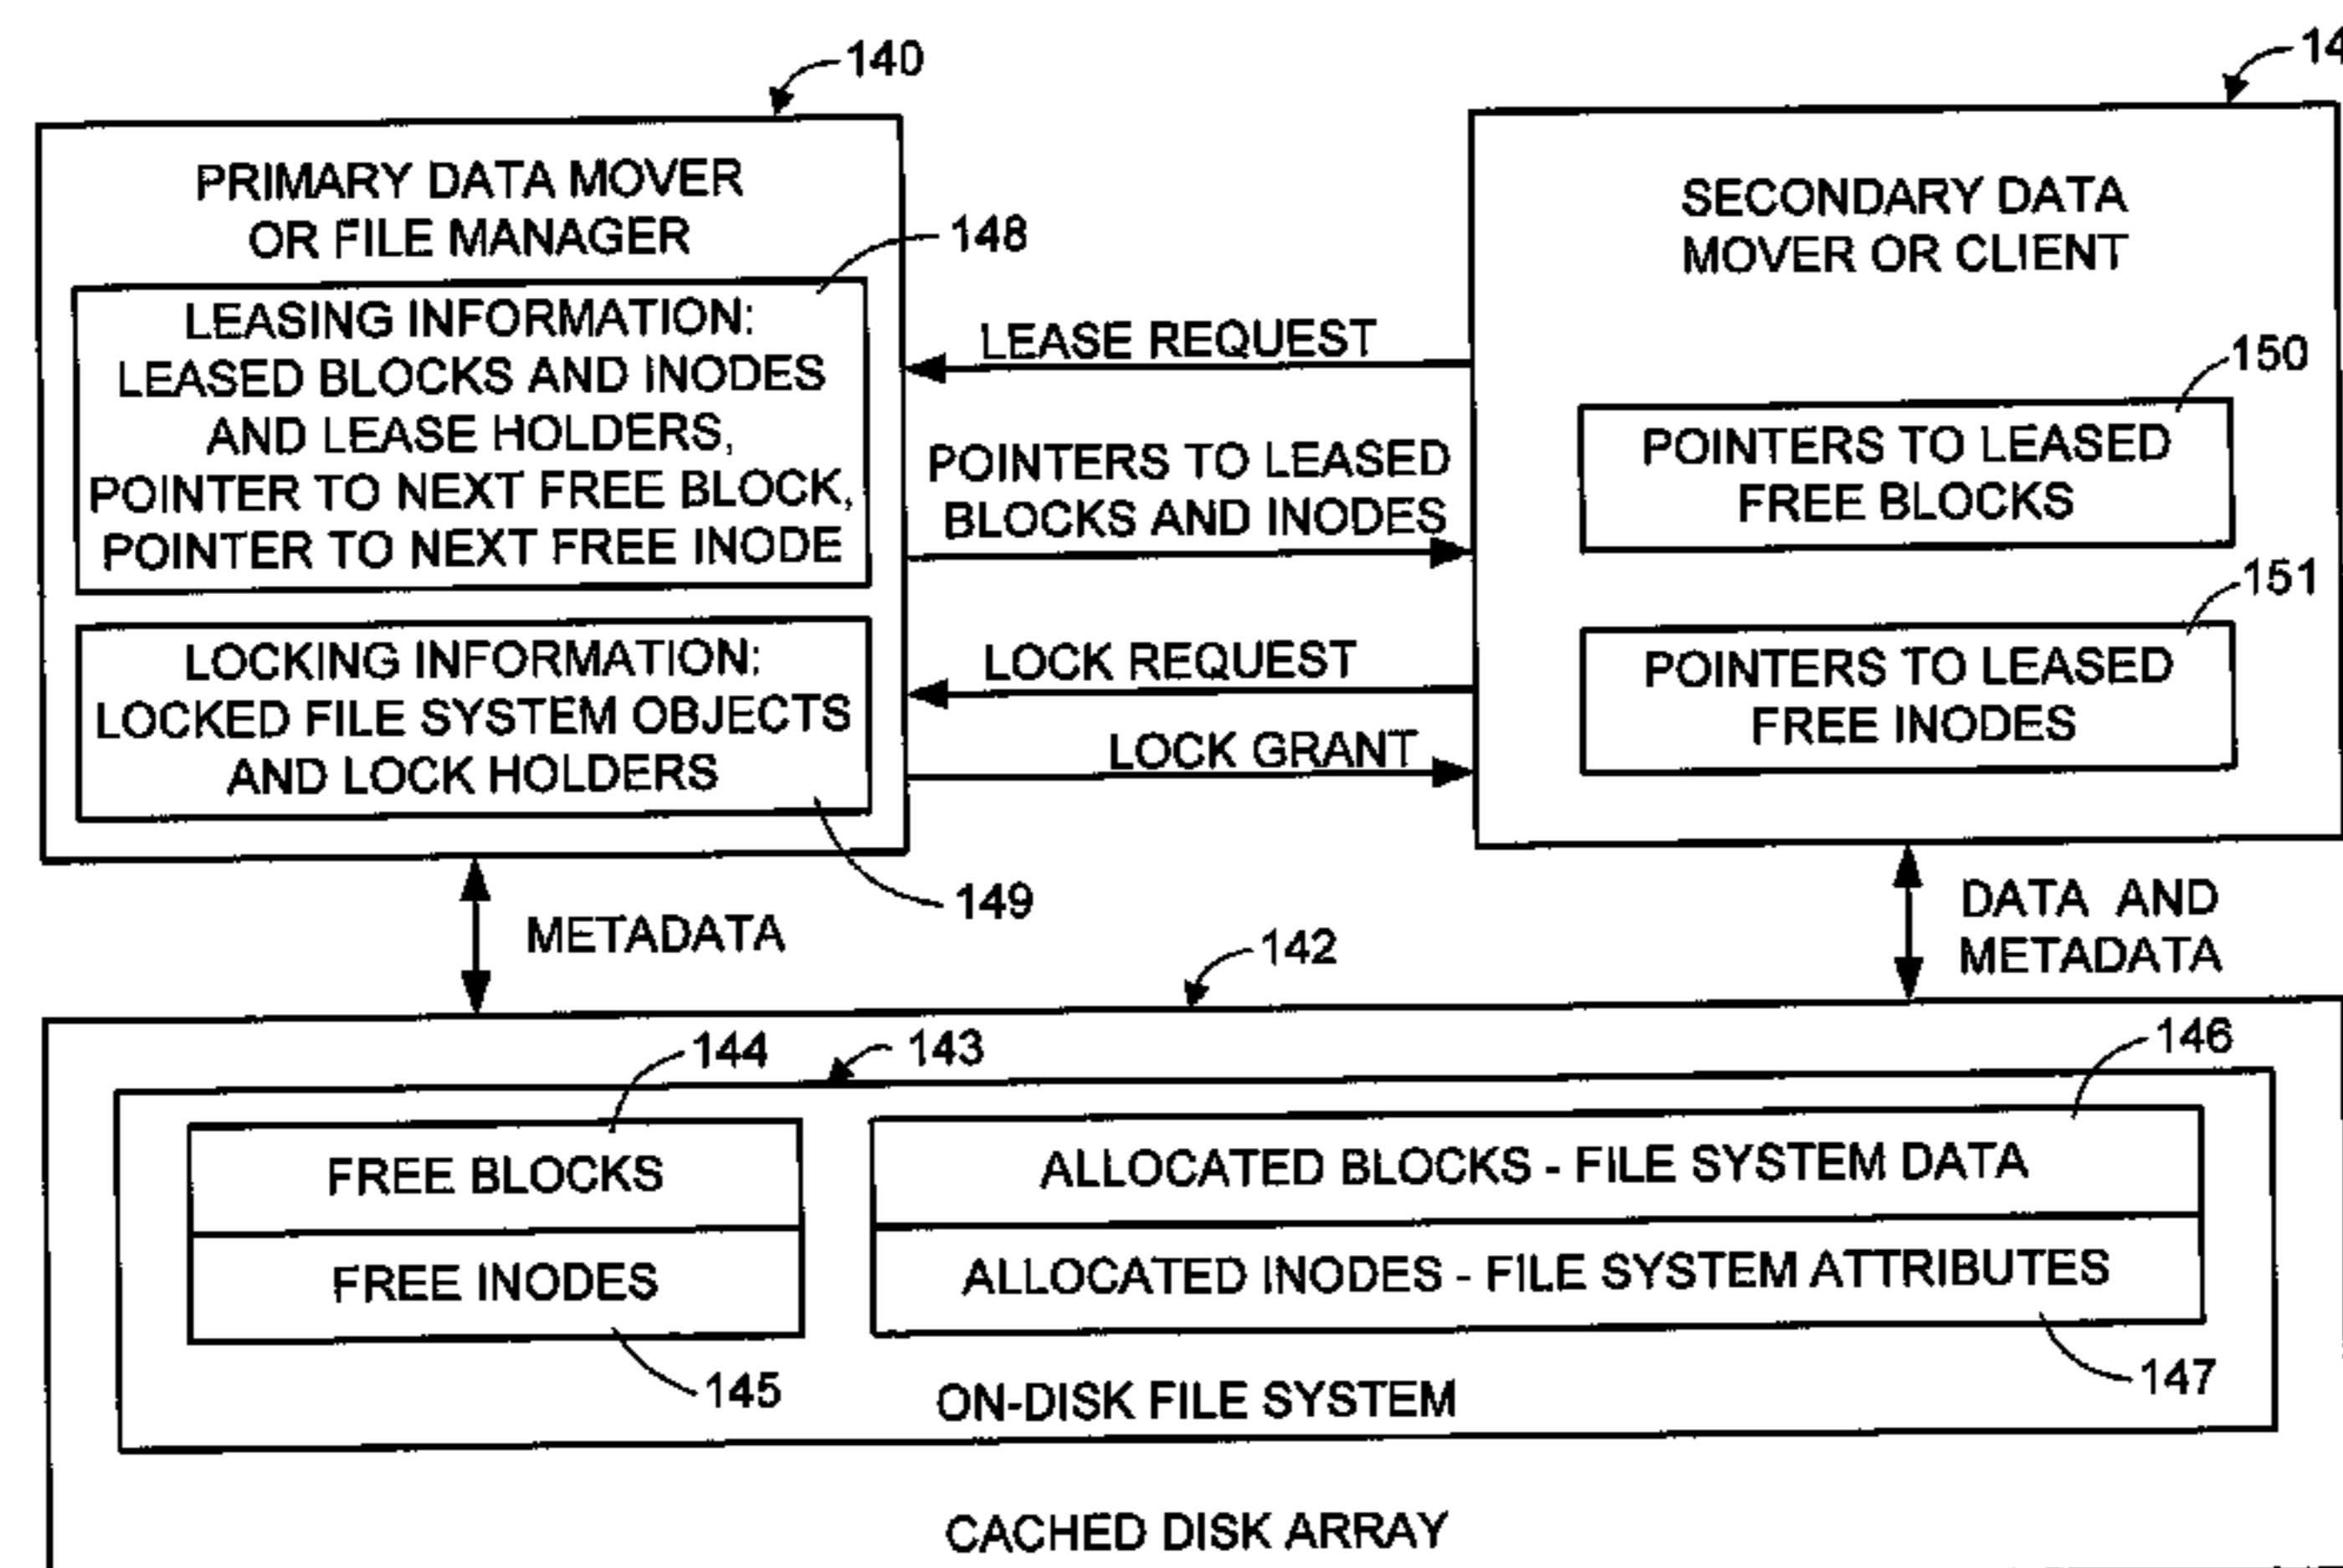 140
PRIMARY DATA MOVER
OR FILE MANAGER
148
LEASING INFORMATION:
LEASED BLOCKS AND INODES
AND LEASE HOLDERS,
POINTER TO NEXT FREE BLOCK,
POINTER TO NEXT FREE INODE
LOCKING INFORMATION:
LOCKED FILE SYSTEM OBJECTS
AND LOCK HOLDERS
149
LEASE REQUEST
POINTERS TO LEASED
BLOCKS AND INODES
LOCK REQUEST
LOCK GRANT
SECONDARY DATA
MOVER OR CLIENT
150
POINTERS TO LEASED
FREE BLOCKS
151
POINTERS TO LEASED
FREE INODES
METADATA
DATA AND
METADATA
142
143
144
FREE BLOCKS
FREE INODES
145
146
ALLOCATED BLOCKS - FILE SYSTEM DATA
ALLOCATED INODES - FILE SYSTEM ATTRIBUTES
147
ON-DISK FILE SYSTEM
CACHED DISK ARRAY